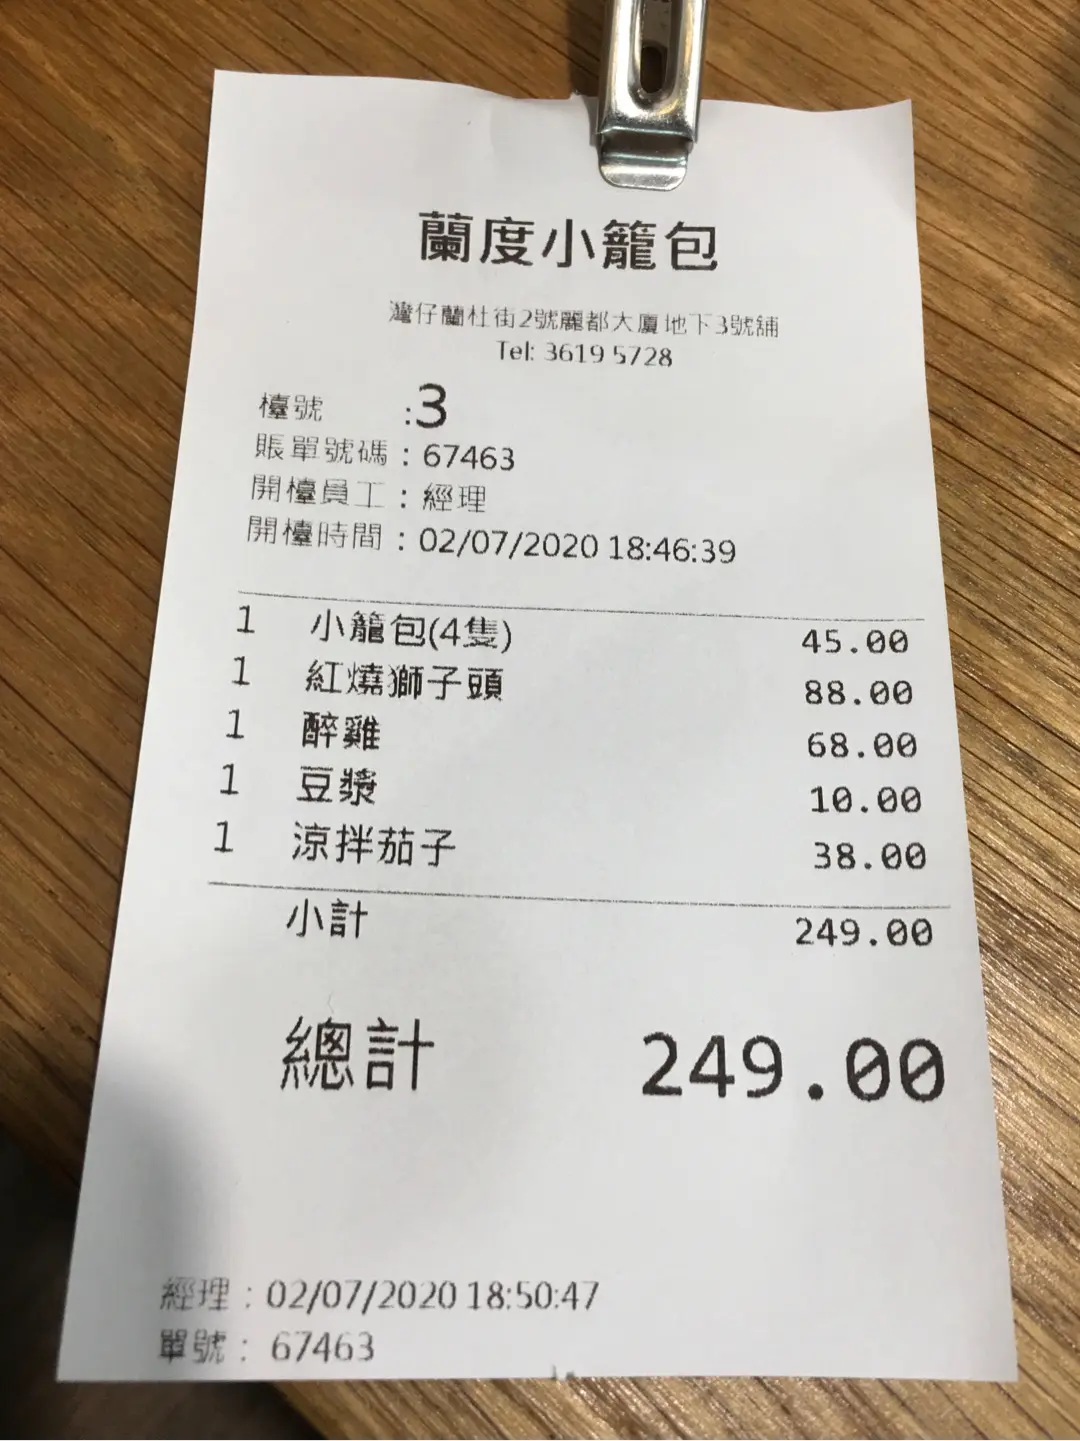 蘭度小籠包
灣仔蘭杜街2號麗都大廈地下3號舖
Tel: 3619 5728
檯號 :3
賬單號碼 : 67463
開檯員工 : 經理
開檯時間 : 02/07/2020 18:46:39
1 小籠包(4隻) 45.00
1 紅燒獅子頭 88.00
1 醉雞 68.00
1 豆漿 10.00
1 涼拌茄子 38.00
小計 249.00
總計 249.00
經理 : 02/07/2020 18:50:47
單號 : 67463